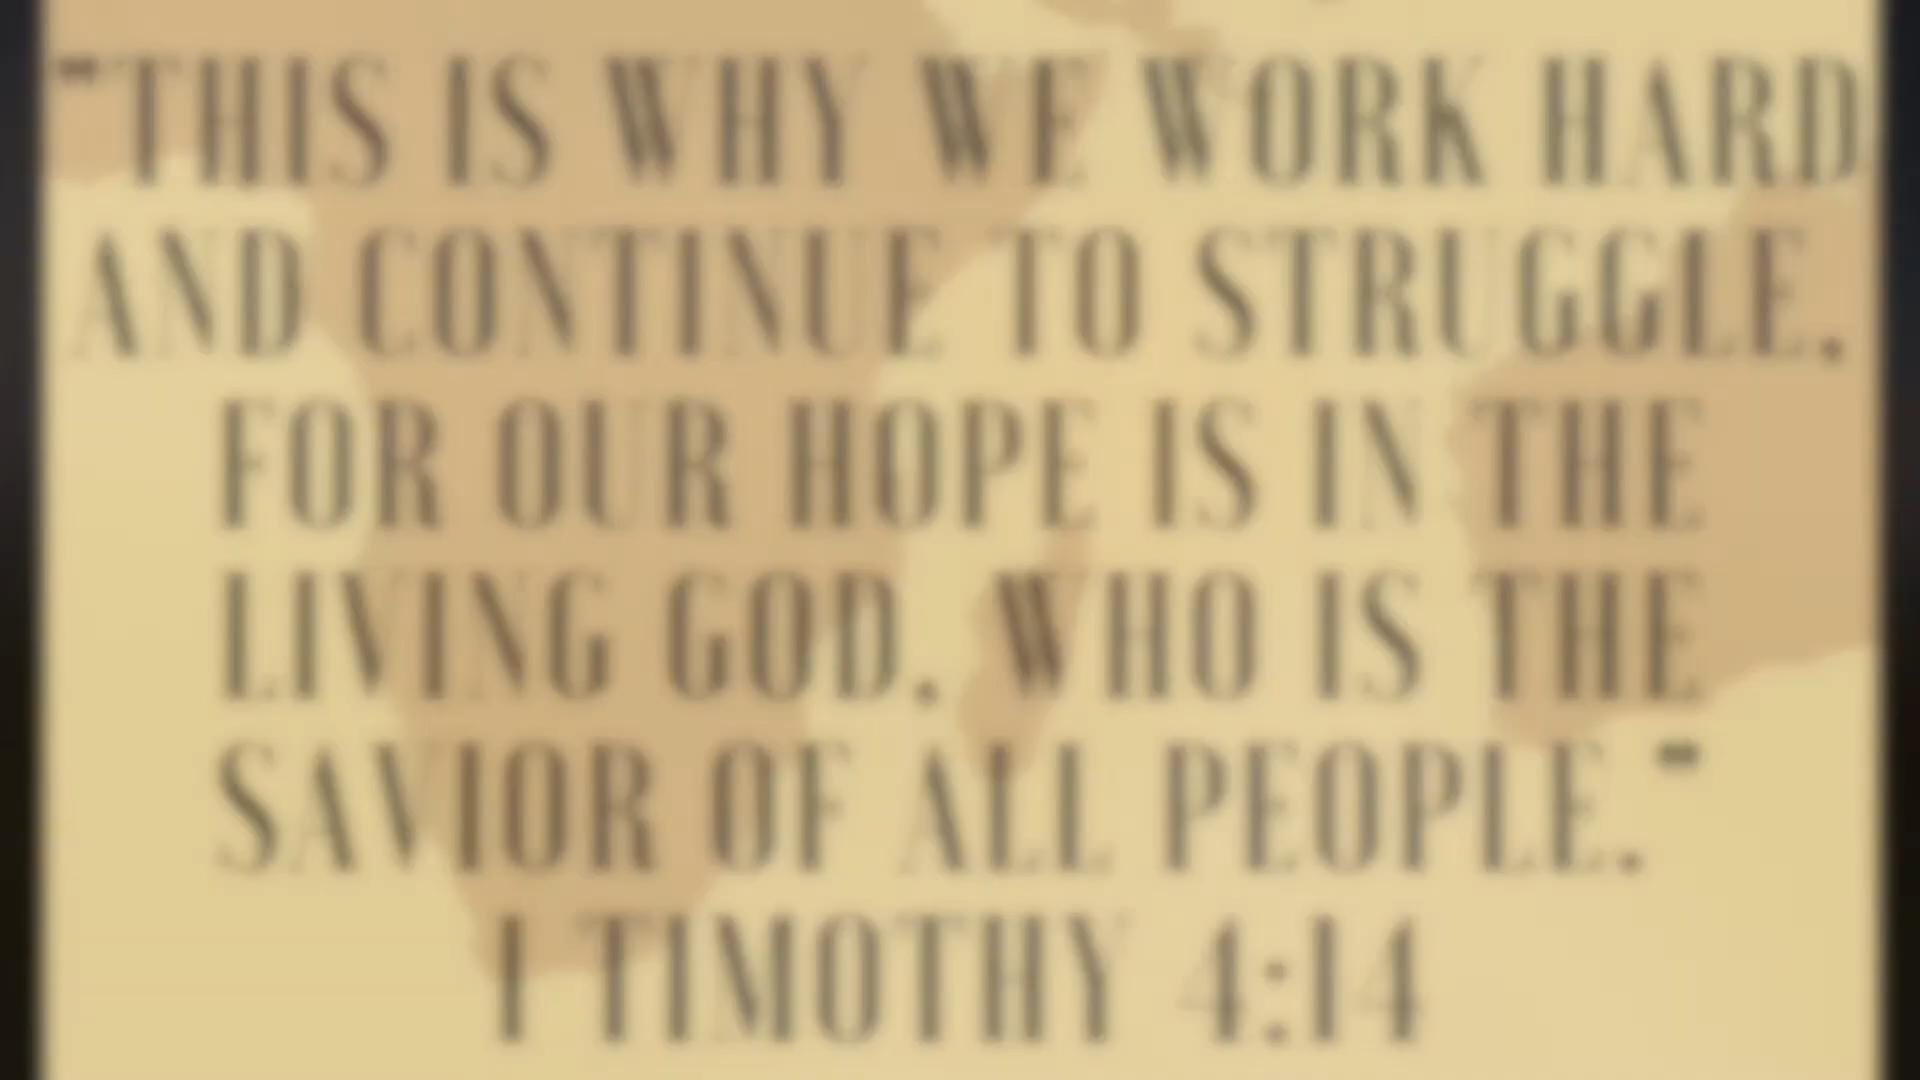 "THIS IS WHY WE WORK HARD
AND CONTINUE TO STRUGGLE,
FOR OUR HOPE IS IN THE
LIVING GOD, WHO IS THE
SAVIOR OF ALL PEOPLE."
1 TIMOTHY 4:14